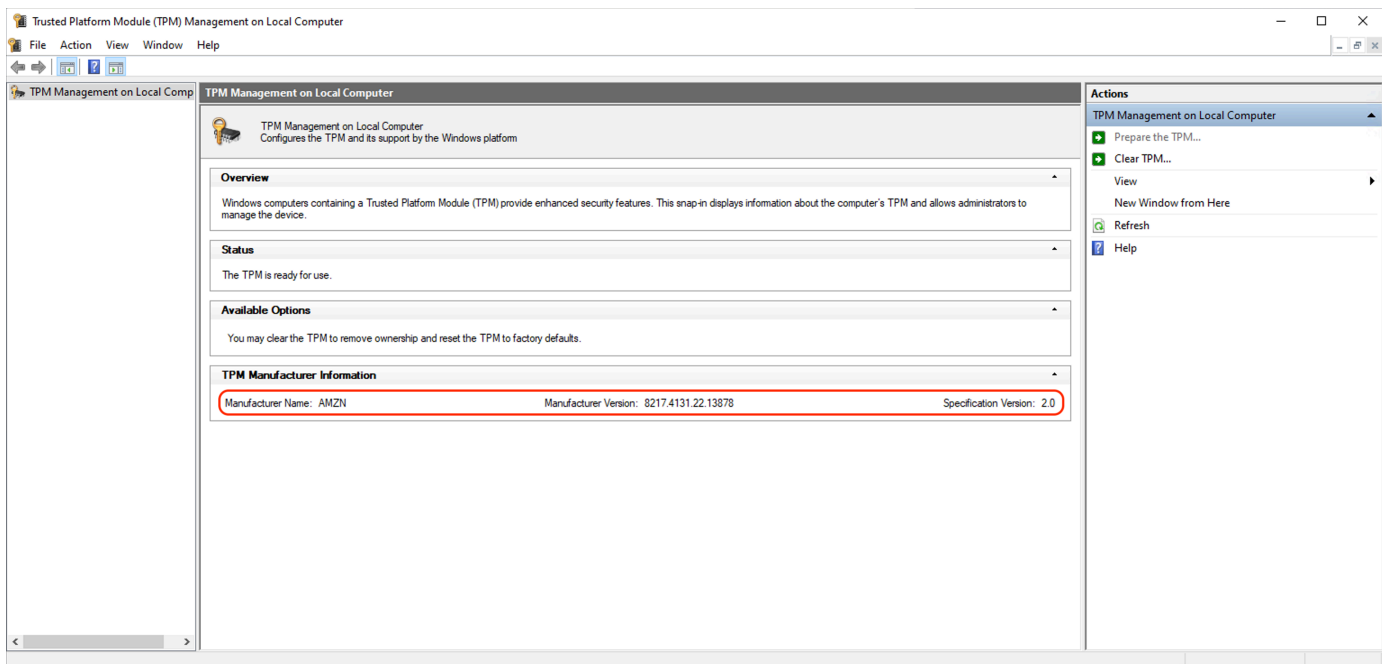 Trusted Platform Module (TPM) Management on Local Computer
File Action View Window Help
TPM Management on Local Comp
TPM Management on Local Computer
TPM Management on Local Computer
Configures the TPM and its support by the Windows platform
Overview
Windows computers containing a Trusted Platform Module (TPM) provide enhanced security features. This snap-in displays information about the computer's TPM and allows administrators to
manage the device.
Status
The TPM is ready for use.
Available Options
You may clear the TPM to remove ownership and reset the TPM to factory defaults.
TPM Manufacturer Information
Manufacturer Name: AMZN Manufacturer Version: 8217.4131.22.13878 Specification Version: 2.0
Actions
TPM Management on Local Computer
Prepare the TPM...
Clear TPM...
View
New Window from Here
Refresh
Help